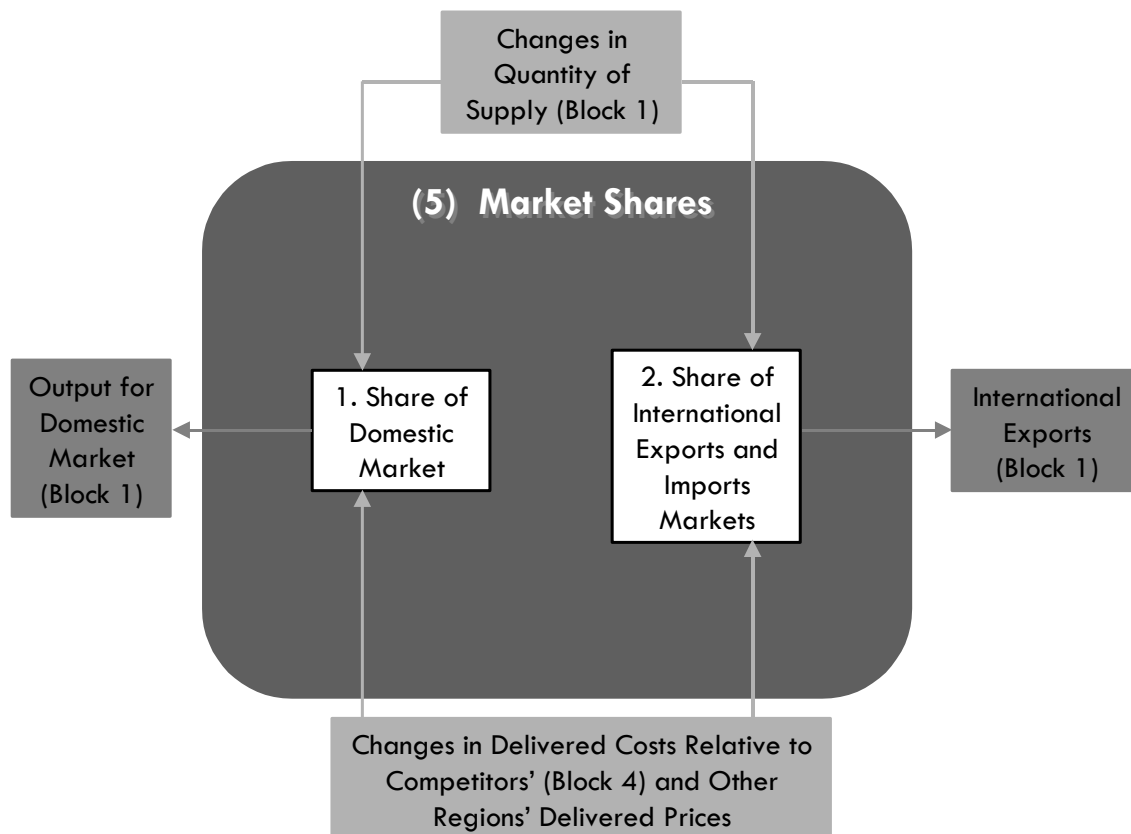 Changes in
Quantity of
Supply (Block 1)
(5) Market Shares
Output for
Domestic
Market
(Block 1)
1. Share of
Domestic
Market
2. Share of
International
Exports and
Imports
Markets
International
Exports
(Block 1)
Changes in Delivered Costs Relative to
Competitors’ (Block 4) and Other
Regions’ Delivered Prices